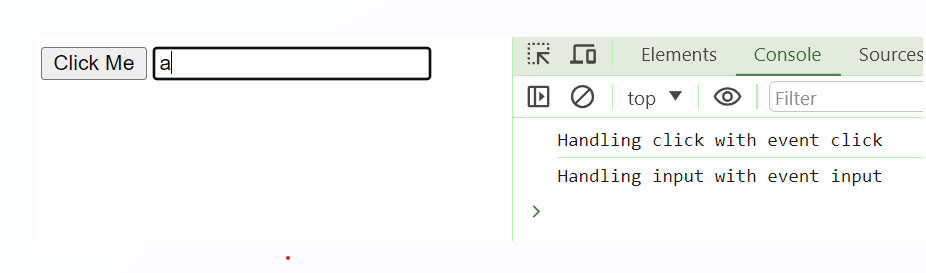 Click Me a
Elements Console Sources
top Filter
Handling click with event click
Handling input with event input